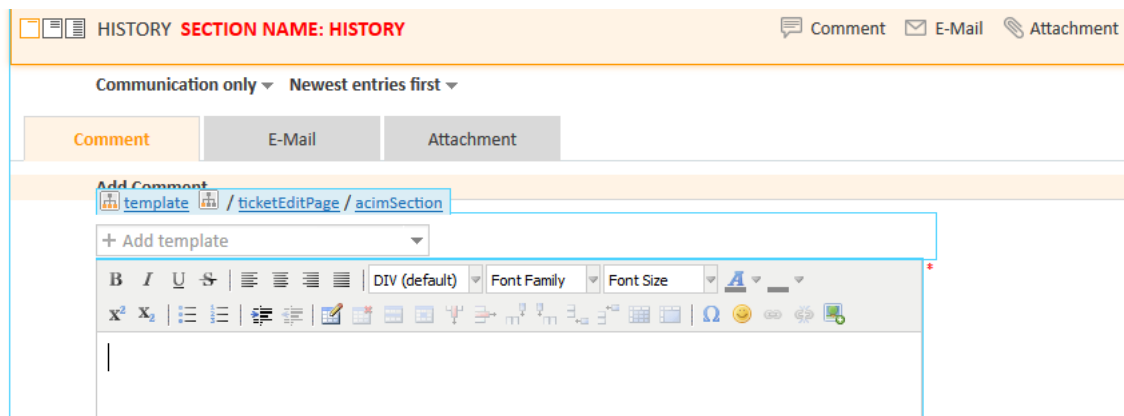 HISTORY SECTION NAME: HISTORY Comment E-Mail Attachment
Communication only Newest entries first
Comment E-Mail Attachment
Add Comment
template / ticketEditPage / acimSection
+ Add template
*
B I U S DIV (default) Font Family Font Size A
x² X₂ Ω